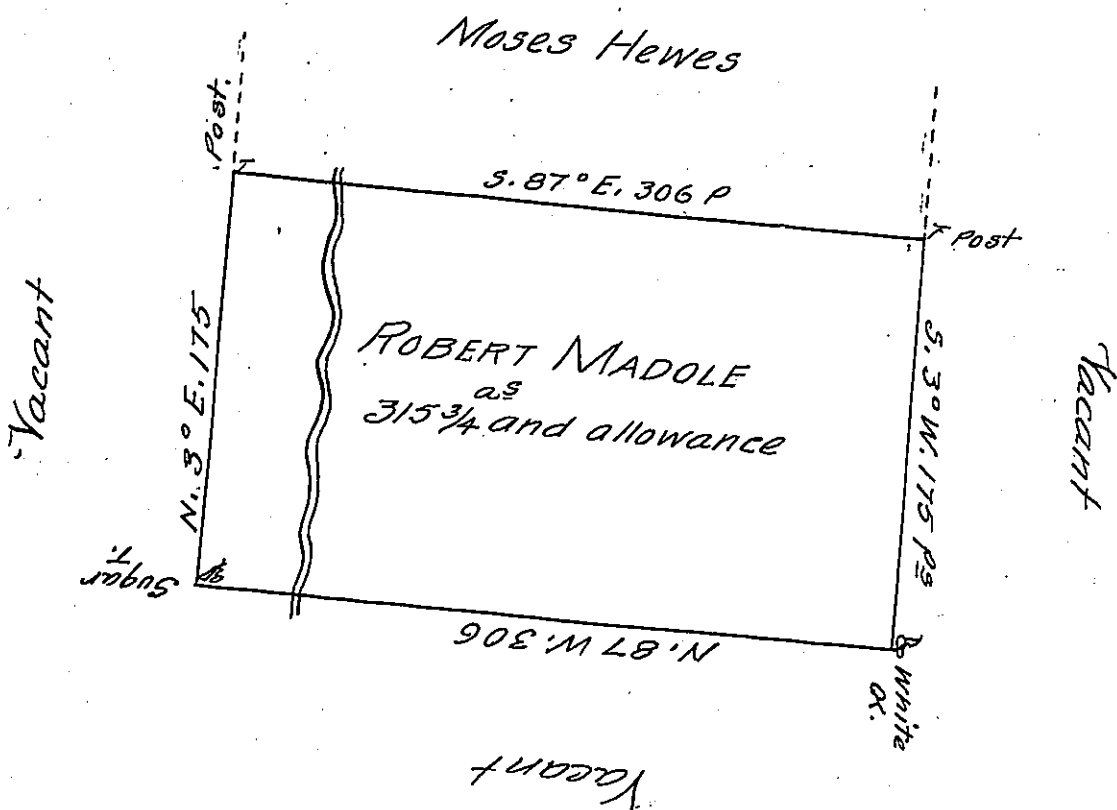 Moses Hewes
Post.
S. 87° E. 306 P
Post
Vacant
N. 3° E. 175
ROBERT MADOLE
as
315 3/4 and allowance
S. 3° W. 175 ps
Vacant
Sugar
T.
N. 87 W. 306
White
O.
Vacant